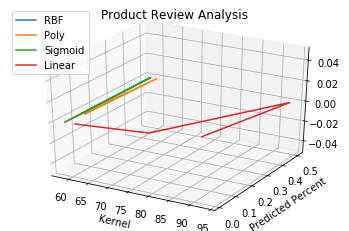 Product Review Analysis
RBF
Poly
Sigmoid
Linear
0.04
0.02
0.00
−0.02
−0.04
60
65
70
75
80
85
90
95
Kernel
0.0
0.1
0.2
0.3
0.4
0.5
Predicted Percent